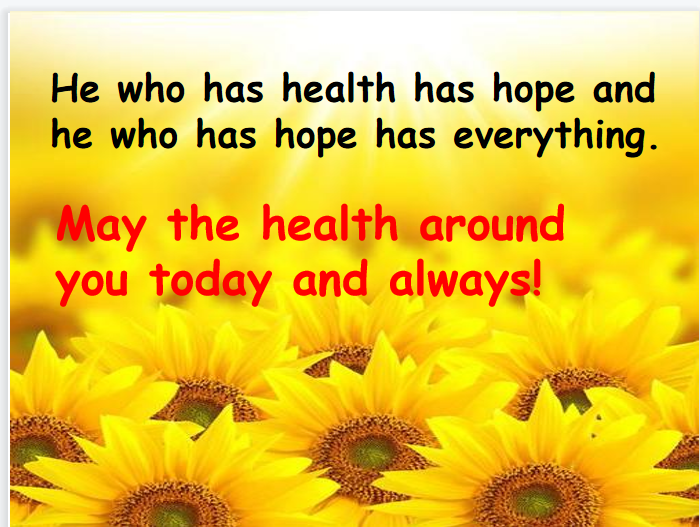 He who has health has hope and
he who has hope has everything.
May the health around
you today and always!